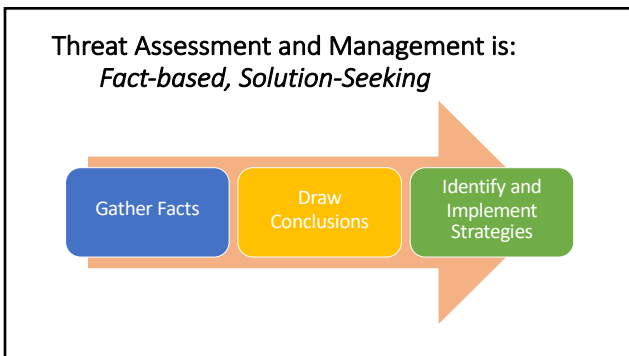 Threat Assessment and Management is:
Fact-based, Solution-Seeking
Gather Facts
Draw
Conclusions
Identify and
Implement
Strategies